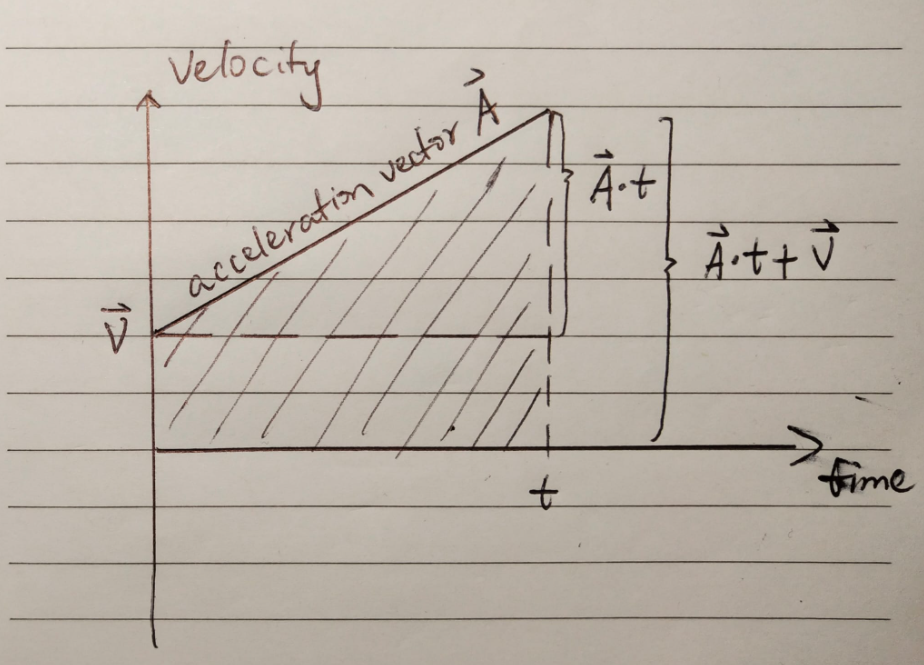 Velocity
acceleration vector A⃗
A⃗·t
A⃗·t + V⃗
V⃗
t
time